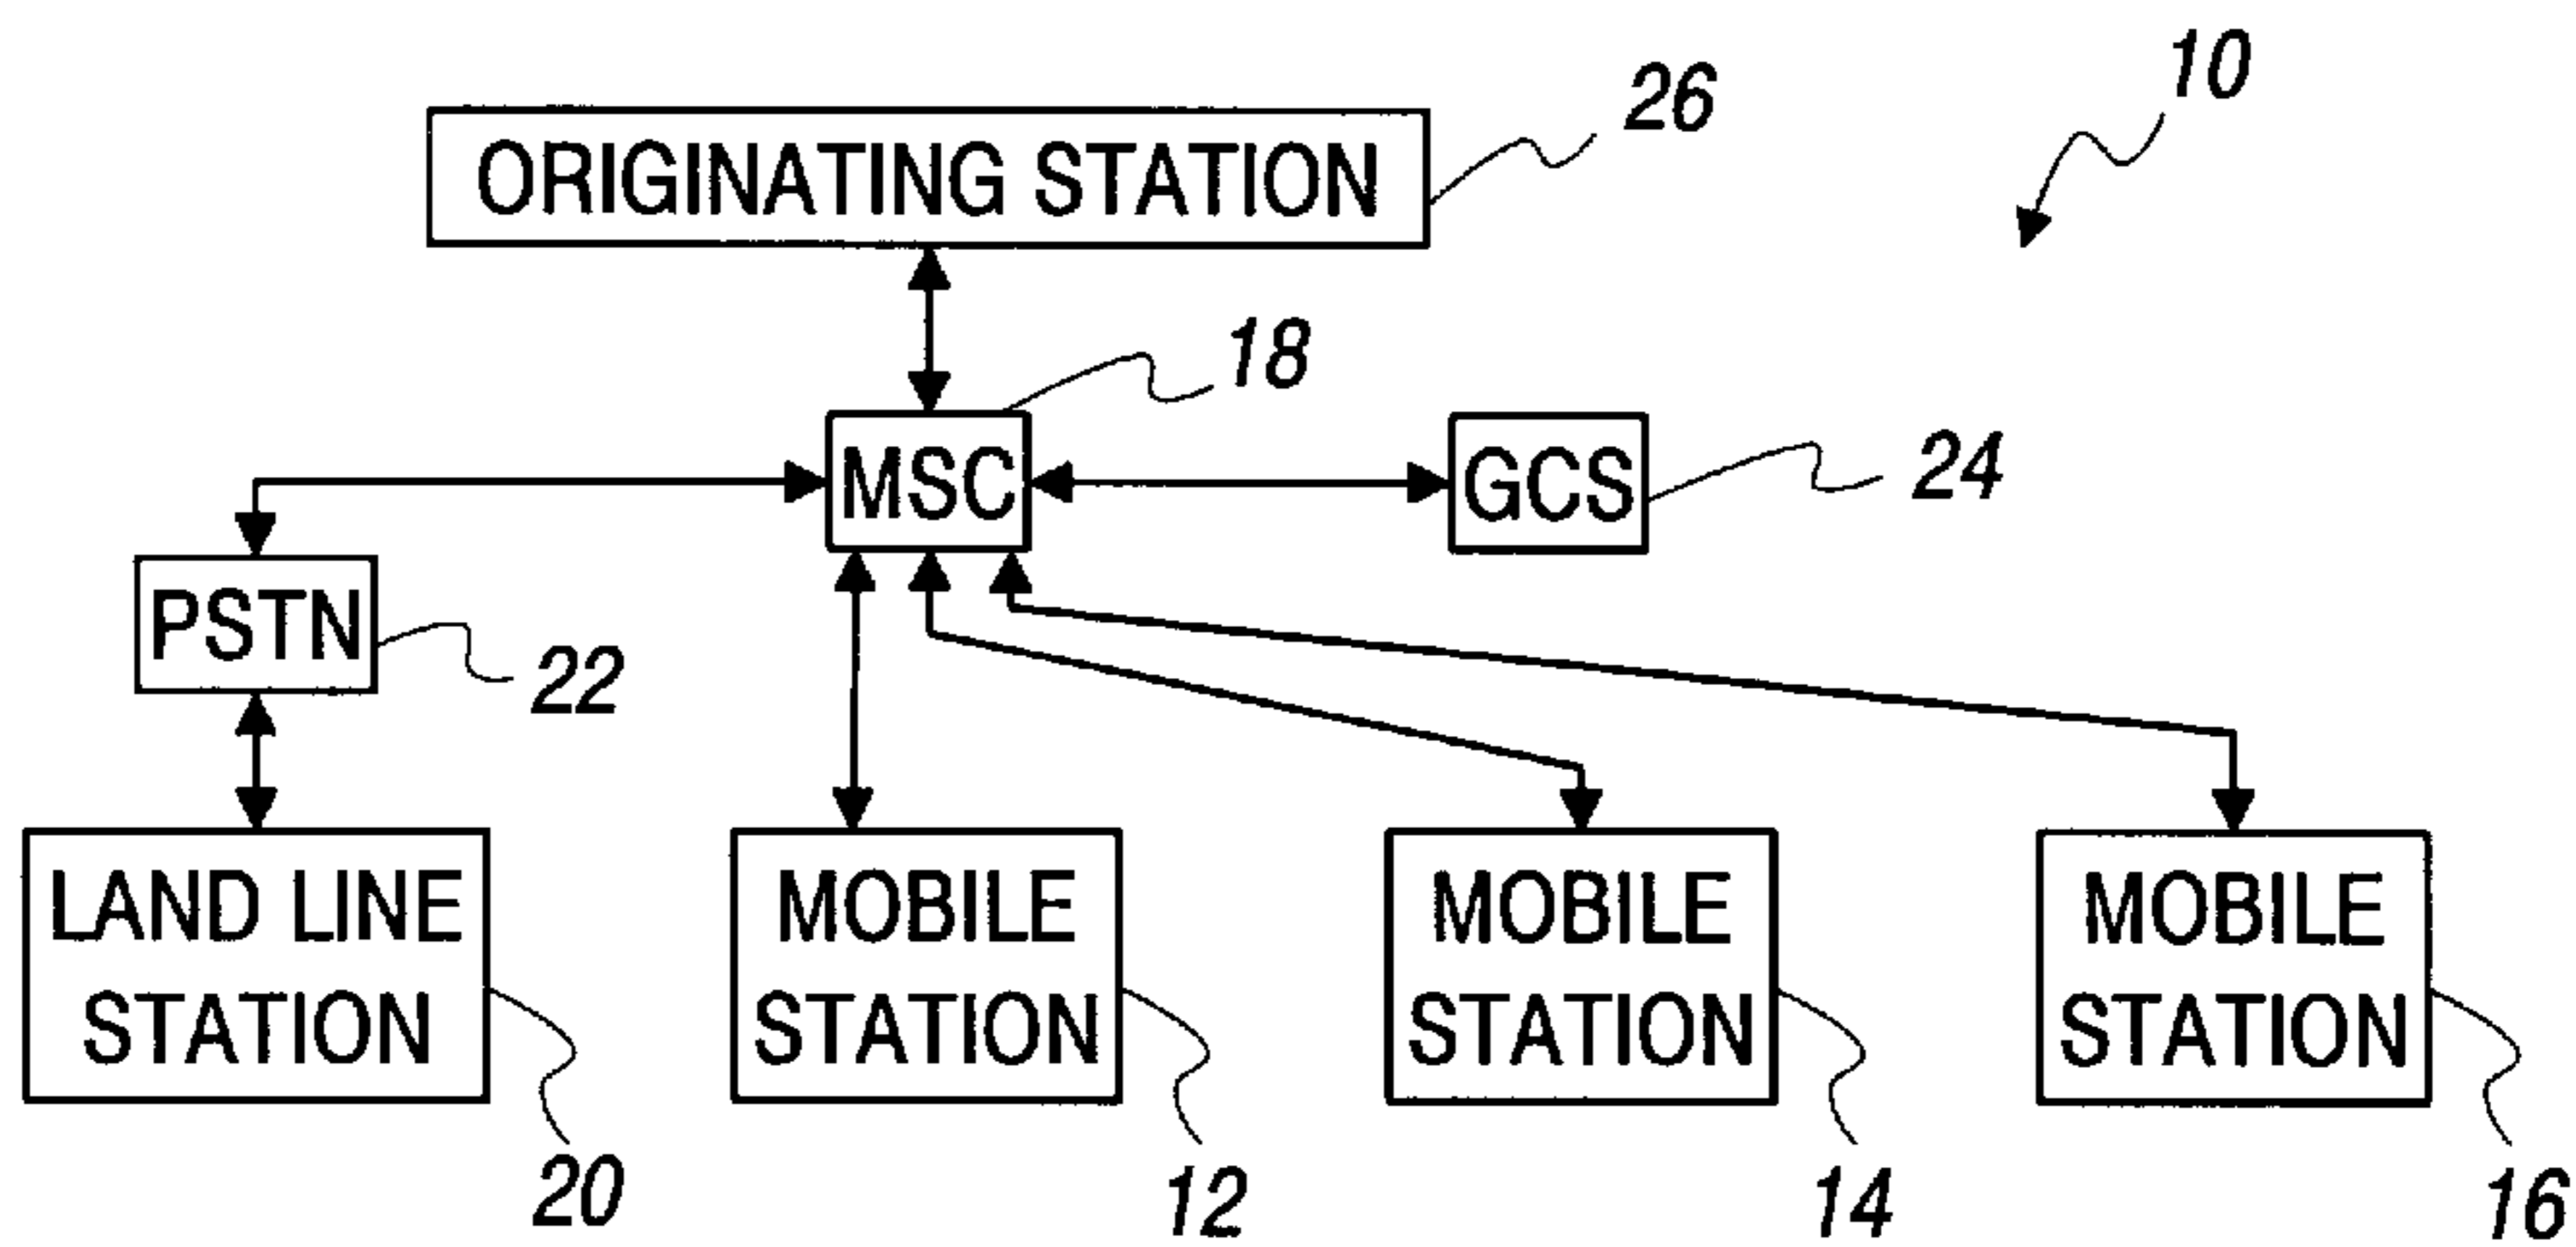 10
26
ORIGINATING STATION
18
MSC
GCS
24
PSTN
22
LAND LINE
STATION
20
MOBILE
STATION
12
MOBILE
STATION
14
MOBILE
STATION
16